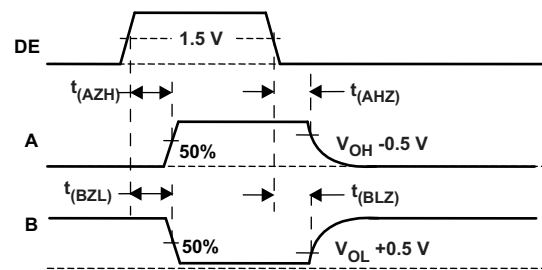 DE
1.5 V
t(AZH)
t(AHZ)
A
50%
VOH -0.5 V
t(BZL)
t(BLZ)
B
50%
VOL +0.5 V